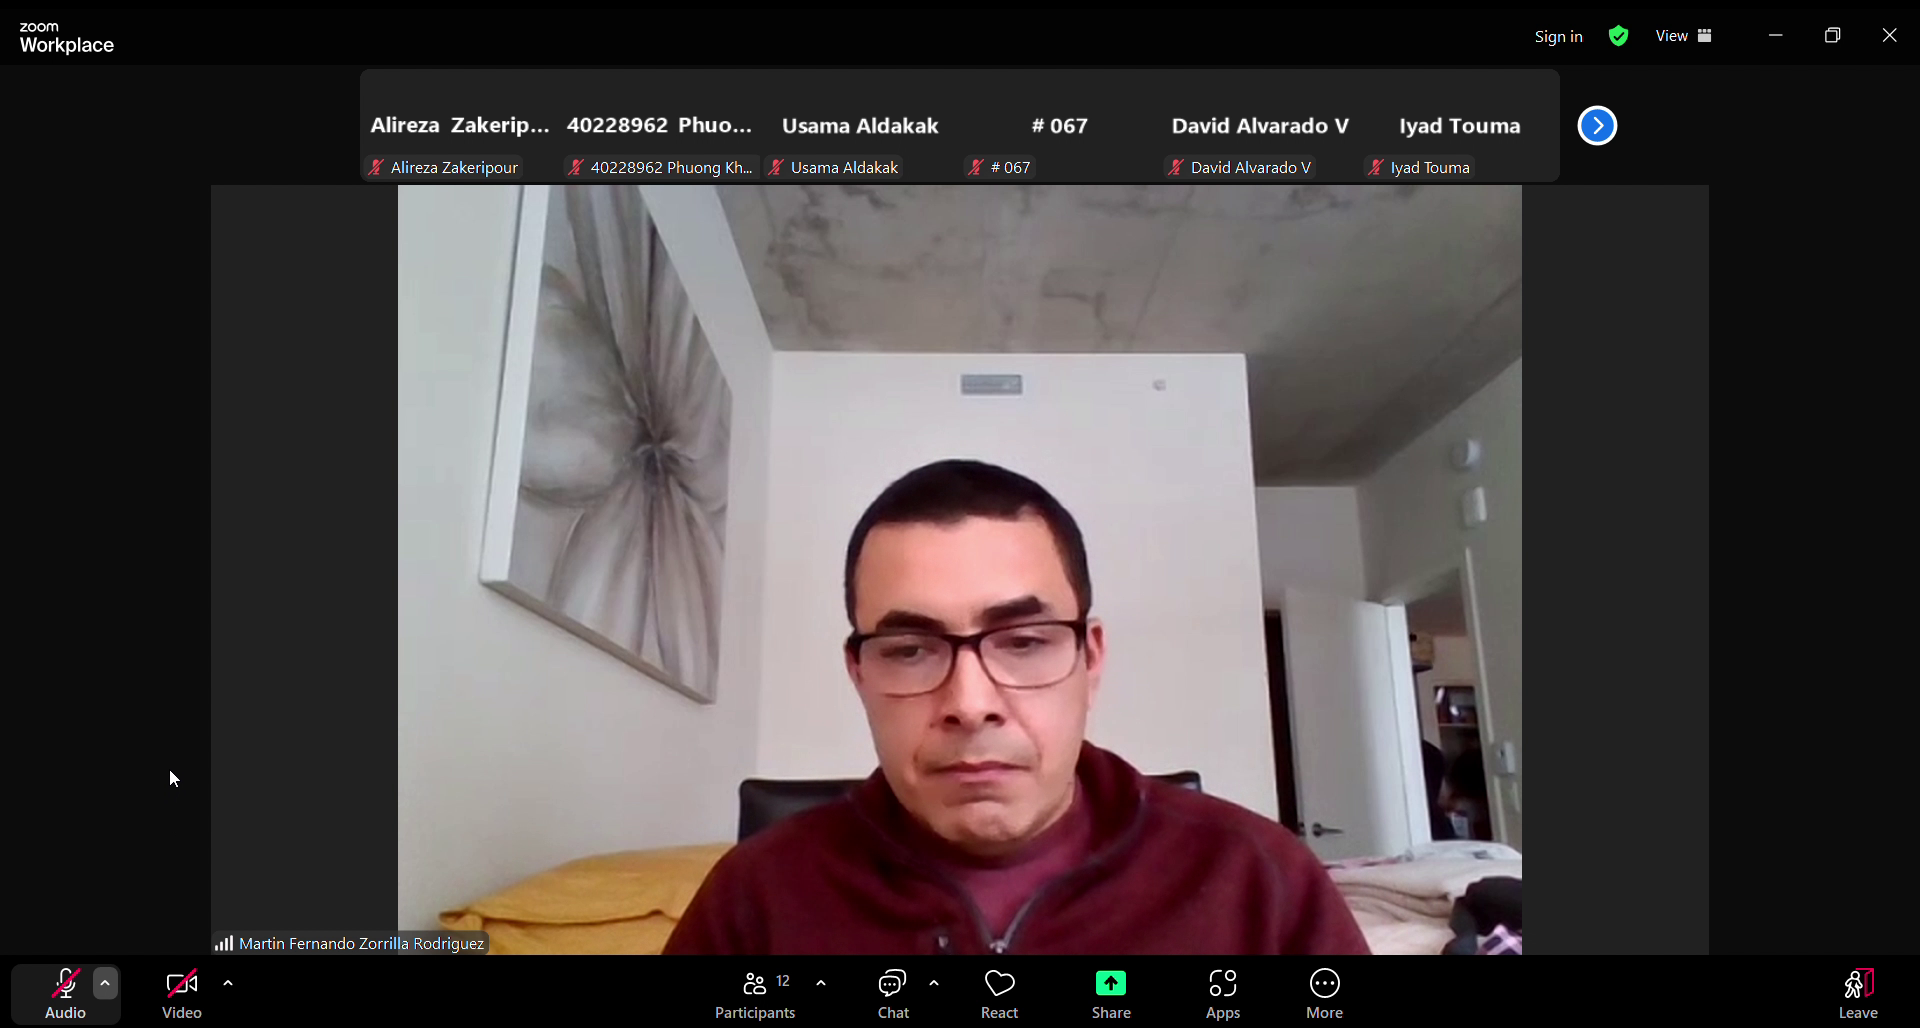 zoom
Workplace
Sign in
View
Alireza Zakerip...
40228962 Phuo...
Usama Aldakak
# 067
David Alvarado V
Iyad Touma
Alireza Zakeripour
40228962 Phuong Kh...
Usama Aldakak
# 067
David Alvarado V
Iyad Touma
Martin Fernando Zorrilla Rodriguez
Audio
Video
12
Participants
Chat
React
Share
Apps
More
Leave